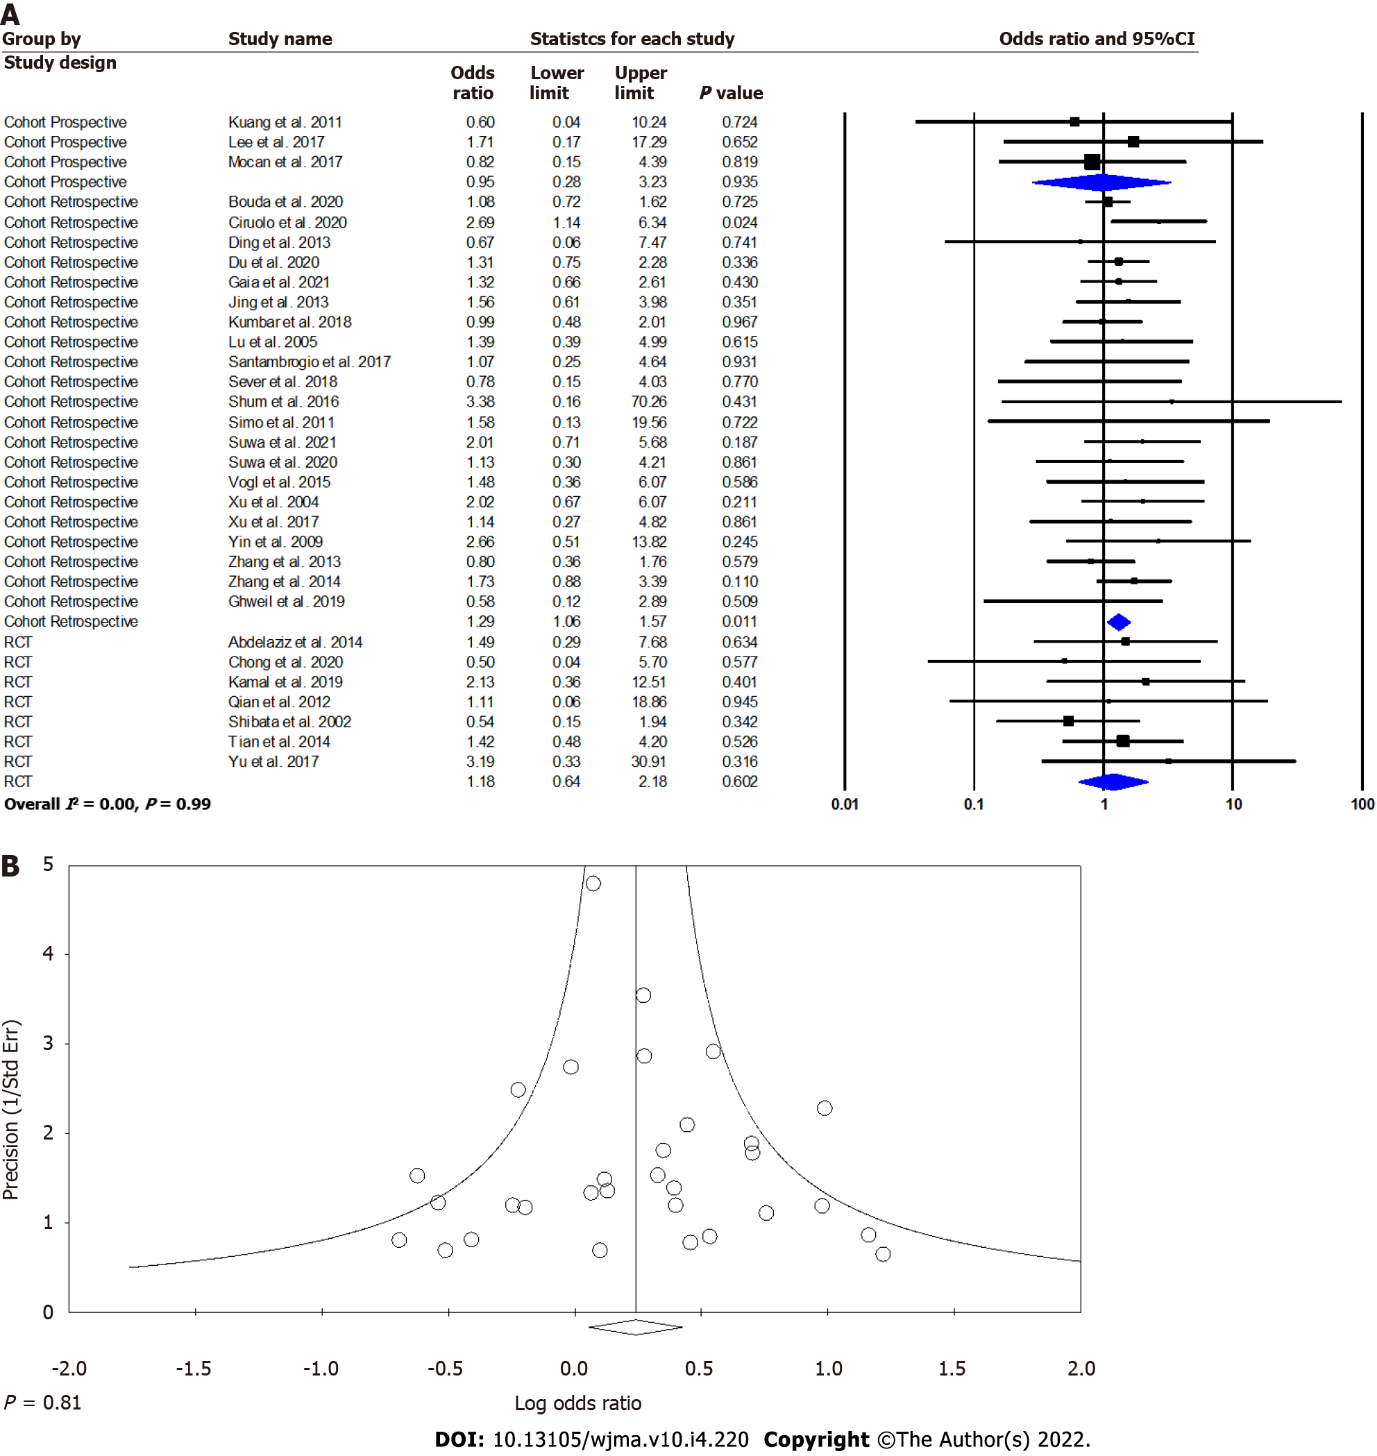 A
Group by Study name Statistcs for each study Odds ratio and 95%CI
Study design
Odds ratio Lower limit Upper limit P value
Cohort Prospective Kuang et al. 2011 0.60 0.04 10.24 0.724
Cohort Prospective Lee et al. 2017 1.71 0.17 17.29 0.652
Cohort Prospective Mocan et al. 2017 0.82 0.15 4.39 0.819
Cohort Prospective 0.95 0.28 3.23 0.935
Cohort Retrospective Bouda et al. 2020 1.08 0.72 1.62 0.725
Cohort Retrospective Ciruolo et al. 2020 2.69 1.14 6.34 0.024
Cohort Retrospective Ding et al. 2013 0.67 0.06 7.47 0.741
Cohort Retrospective Du et al. 2020 1.31 0.75 2.28 0.336
Cohort Retrospective Gaia et al. 2021 1.32 0.66 2.61 0.430
Cohort Retrospective Jing et al. 2013 1.56 0.61 3.98 0.351
Cohort Retrospective Kumbar et al. 2018 0.99 0.48 2.01 0.967
Cohort Retrospective Lu et al. 2005 1.39 0.39 4.99 0.615
Cohort Retrospective Santambrogio et al. 2017 1.07 0.25 4.64 0.931
Cohort Retrospective Sever et al. 2018 0.78 0.15 4.03 0.770
Cohort Retrospective Shum et al. 2016 3.38 0.16 70.26 0.431
Cohort Retrospective Simo et al. 2011 1.58 0.13 19.56 0.722
Cohort Retrospective Suwa et al. 2021 2.01 0.71 5.68 0.187
Cohort Retrospective Suwa et al. 2020 1.13 0.30 4.21 0.861
Cohort Retrospective Vogl et al. 2015 1.48 0.36 6.07 0.586
Cohort Retrospective Xu et al. 2004 2.02 0.67 6.07 0.211
Cohort Retrospective Xu et al. 2017 1.14 0.27 4.82 0.861
Cohort Retrospective Yin et al. 2009 2.66 0.51 13.82 0.245
Cohort Retrospective Zhang et al. 2013 0.80 0.36 1.76 0.579
Cohort Retrospective Zhang et al. 2014 1.73 0.88 3.39 0.110
Cohort Retrospective Ghweil et al. 2019 0.58 0.12 2.89 0.509
Cohort Retrospective 1.29 1.06 1.57 0.011
RCT Abdelaziz et al. 2014 1.49 0.29 7.68 0.634
RCT Chong et al. 2020 0.50 0.04 5.70 0.577
RCT Kamal et al. 2019 2.13 0.36 12.51 0.401
RCT Qian et al. 2012 1.11 0.06 18.86 0.945
RCT Shibata et al. 2002 0.54 0.15 1.94 0.342
RCT Tian et al. 2014 1.42 0.48 4.20 0.526
RCT Yu et al. 2017 3.19 0.33 30.91 0.316
RCT 1.18 0.64 2.18 0.602
Overall I² = 0.00, P = 0.99 0.01 0.1 1 10 100
B
5
4
3
2
1
0
Precision (1/Std Err)
-2.0 -1.5 -1.0 -0.5 0.0 0.5 1.0 1.5 2.0
P = 0.81 Log odds ratio
DOI: 10.13105/wjma.v10.i4.220 Copyright ©The Author(s) 2022.